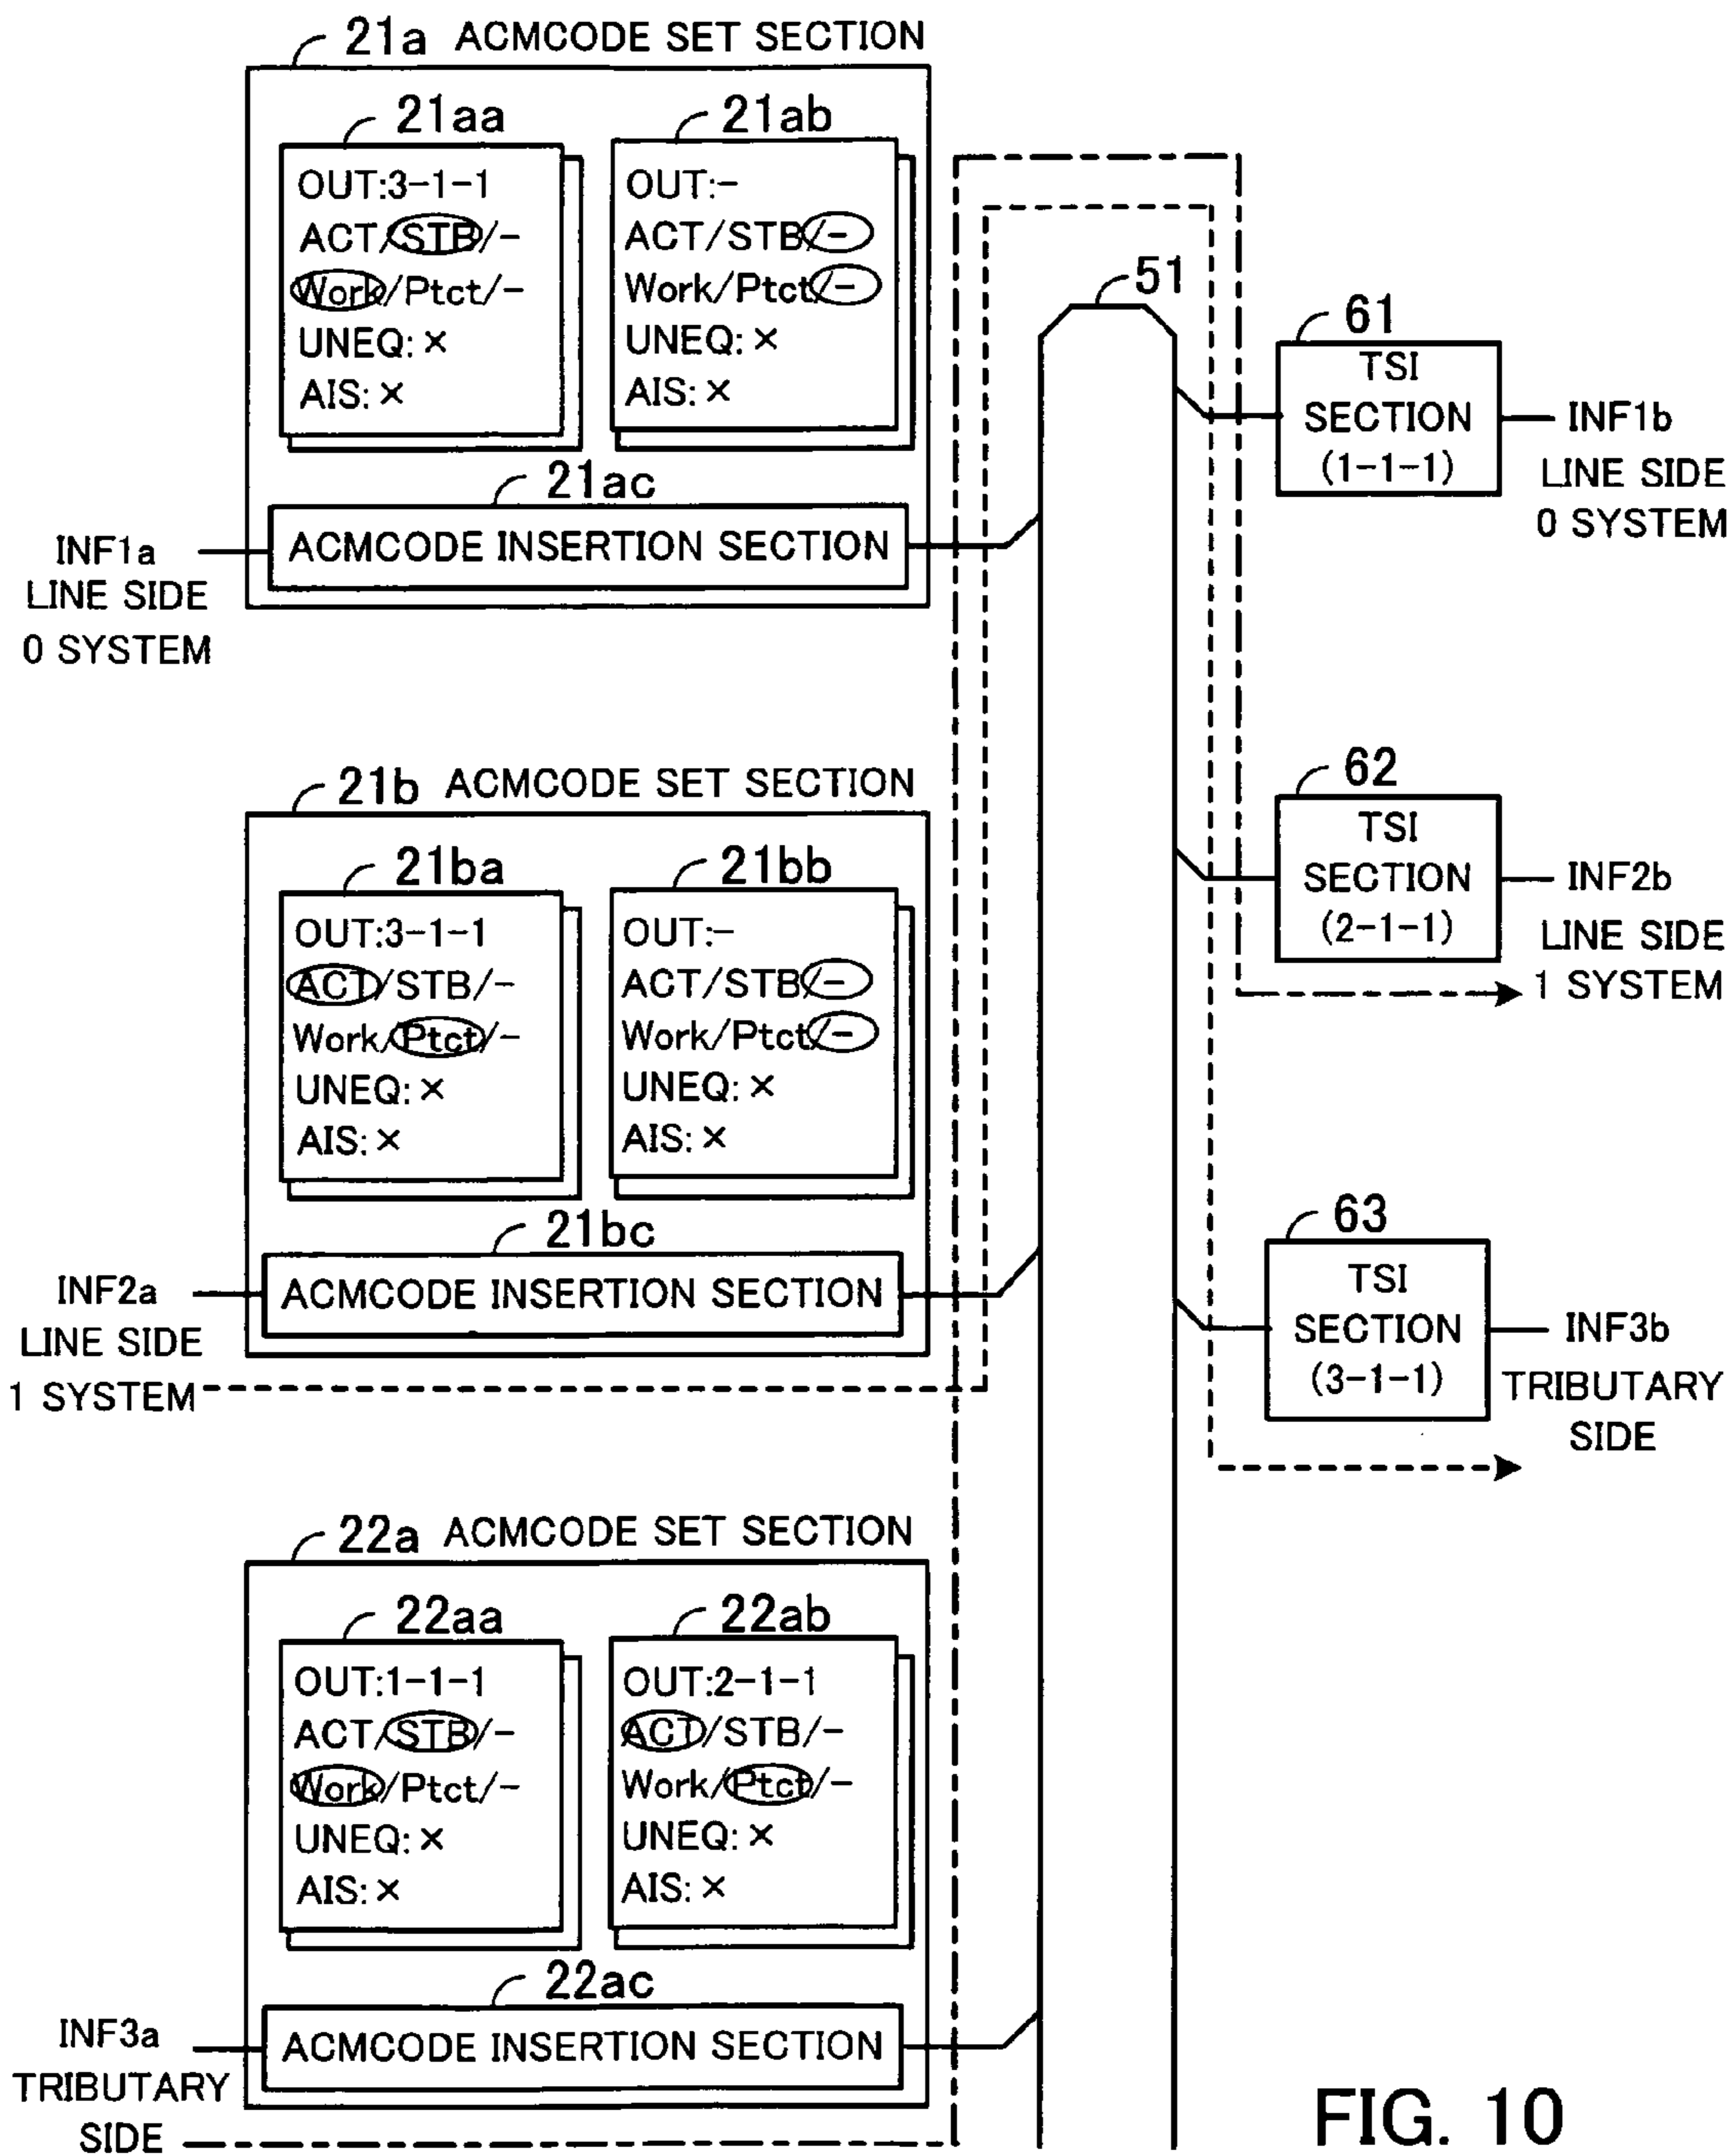 21a ACMCODE SET SECTION
21aa
OUT:3-1-1
ACT/STB/-
Work/Ptct/-
UNEQ: ×
AIS: ×
21ab
OUT:-
ACT/STB/-
Work/Ptct/-
UNEQ: ×
AIS: ×
21ac
ACMCODE INSERTION SECTION
INF1a
LINE SIDE
0 SYSTEM
21b ACMCODE SET SECTION
21ba
OUT:3-1-1
ACT/STB/-
Work/Ptct/-
UNEQ: ×
AIS: ×
21bb
OUT:-
ACT/STB/-
Work/Ptct/-
UNEQ: ×
AIS: ×
21bc
ACMCODE INSERTION SECTION
INF2a
LINE SIDE
1 SYSTEM
22a ACMCODE SET SECTION
22aa
OUT:1-1-1
ACT/STB/-
Work/Ptct/-
UNEQ: ×
AIS: ×
22ab
OUT:2-1-1
ACT/STB/-
Work/Ptct/-
UNEQ: ×
AIS: ×
22ac
ACMCODE INSERTION SECTION
INF3a
TRIBUTARY
SIDE
51
61
TSI
SECTION
(1-1-1)
INF1b
LINE SIDE
0 SYSTEM
62
TSI
SECTION
(2-1-1)
INF2b
LINE SIDE
1 SYSTEM
63
TSI
SECTION
(3-1-1)
INF3b
TRIBUTARY
SIDE
FIG. 10